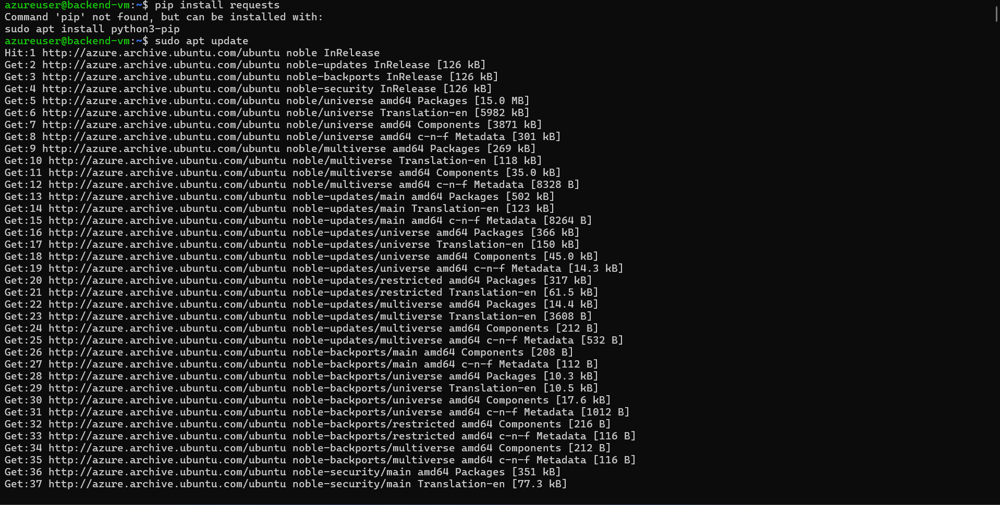 azureuser@backend-vm:~$ pip install requests
Command 'pip' not found, but can be installed with:
sudo apt install python3-pip
azureuser@backend-vm:~$ sudo apt update
Hit:1 http://azure.archive.ubuntu.com/ubuntu noble InRelease
Get:2 http://azure.archive.ubuntu.com/ubuntu noble-updates InRelease [126 kB]
Get:3 http://azure.archive.ubuntu.com/ubuntu noble-backports InRelease [126 kB]
Get:4 http://azure.archive.ubuntu.com/ubuntu noble-security InRelease [126 kB]
Get:5 http://azure.archive.ubuntu.com/ubuntu noble/universe amd64 Packages [15.0 MB]
Get:6 http://azure.archive.ubuntu.com/ubuntu noble/universe Translation-en [5982 kB]
Get:7 http://azure.archive.ubuntu.com/ubuntu noble/universe amd64 Components [3871 kB]
Get:8 http://azure.archive.ubuntu.com/ubuntu noble/universe amd64 c-n-f Metadata [301 kB]
Get:9 http://azure.archive.ubuntu.com/ubuntu noble/multiverse amd64 Packages [269 kB]
Get:10 http://azure.archive.ubuntu.com/ubuntu noble/multiverse Translation-en [118 kB]
Get:11 http://azure.archive.ubuntu.com/ubuntu noble/multiverse amd64 Components [35.0 kB]
Get:12 http://azure.archive.ubuntu.com/ubuntu noble/multiverse amd64 c-n-f Metadata [8328 B]
Get:13 http://azure.archive.ubuntu.com/ubuntu noble-updates/main amd64 Packages [502 kB]
Get:14 http://azure.archive.ubuntu.com/ubuntu noble-updates/main Translation-en [123 kB]
Get:15 http://azure.archive.ubuntu.com/ubuntu noble-updates/main amd64 c-n-f Metadata [8264 B]
Get:16 http://azure.archive.ubuntu.com/ubuntu noble-updates/universe amd64 Packages [366 kB]
Get:17 http://azure.archive.ubuntu.com/ubuntu noble-updates/universe Translation-en [150 kB]
Get:18 http://azure.archive.ubuntu.com/ubuntu noble-updates/universe amd64 Components [45.0 kB]
Get:19 http://azure.archive.ubuntu.com/ubuntu noble-updates/universe amd64 c-n-f Metadata [14.3 kB]
Get:20 http://azure.archive.ubuntu.com/ubuntu noble-updates/restricted amd64 Packages [317 kB]
Get:21 http://azure.archive.ubuntu.com/ubuntu noble-updates/restricted Translation-en [61.5 kB]
Get:22 http://azure.archive.ubuntu.com/ubuntu noble-updates/multiverse amd64 Packages [14.4 kB]
Get:23 http://azure.archive.ubuntu.com/ubuntu noble-updates/multiverse Translation-en [3608 B]
Get:24 http://azure.archive.ubuntu.com/ubuntu noble-updates/multiverse amd64 Components [212 B]
Get:25 http://azure.archive.ubuntu.com/ubuntu noble-updates/multiverse amd64 c-n-f Metadata [532 B]
Get:26 http://azure.archive.ubuntu.com/ubuntu noble-backports/main amd64 Components [208 B]
Get:27 http://azure.archive.ubuntu.com/ubuntu noble-backports/main amd64 c-n-f Metadata [112 B]
Get:28 http://azure.archive.ubuntu.com/ubuntu noble-backports/universe amd64 Packages [10.3 kB]
Get:29 http://azure.archive.ubuntu.com/ubuntu noble-backports/universe Translation-en [10.5 kB]
Get:30 http://azure.archive.ubuntu.com/ubuntu noble-backports/universe amd64 Components [17.6 kB]
Get:31 http://azure.archive.ubuntu.com/ubuntu noble-backports/universe amd64 c-n-f Metadata [1012 B]
Get:32 http://azure.archive.ubuntu.com/ubuntu noble-backports/restricted amd64 Components [216 B]
Get:33 http://azure.archive.ubuntu.com/ubuntu noble-backports/restricted amd64 c-n-f Metadata [116 B]
Get:34 http://azure.archive.ubuntu.com/ubuntu noble-backports/multiverse amd64 Components [212 B]
Get:35 http://azure.archive.ubuntu.com/ubuntu noble-backports/multiverse amd64 c-n-f Metadata [116 B]
Get:36 http://azure.archive.ubuntu.com/ubuntu noble-security/main amd64 Packages [351 kB]
Get:37 http://azure.archive.ubuntu.com/ubuntu noble-security/main Translation-en [77.3 kB]